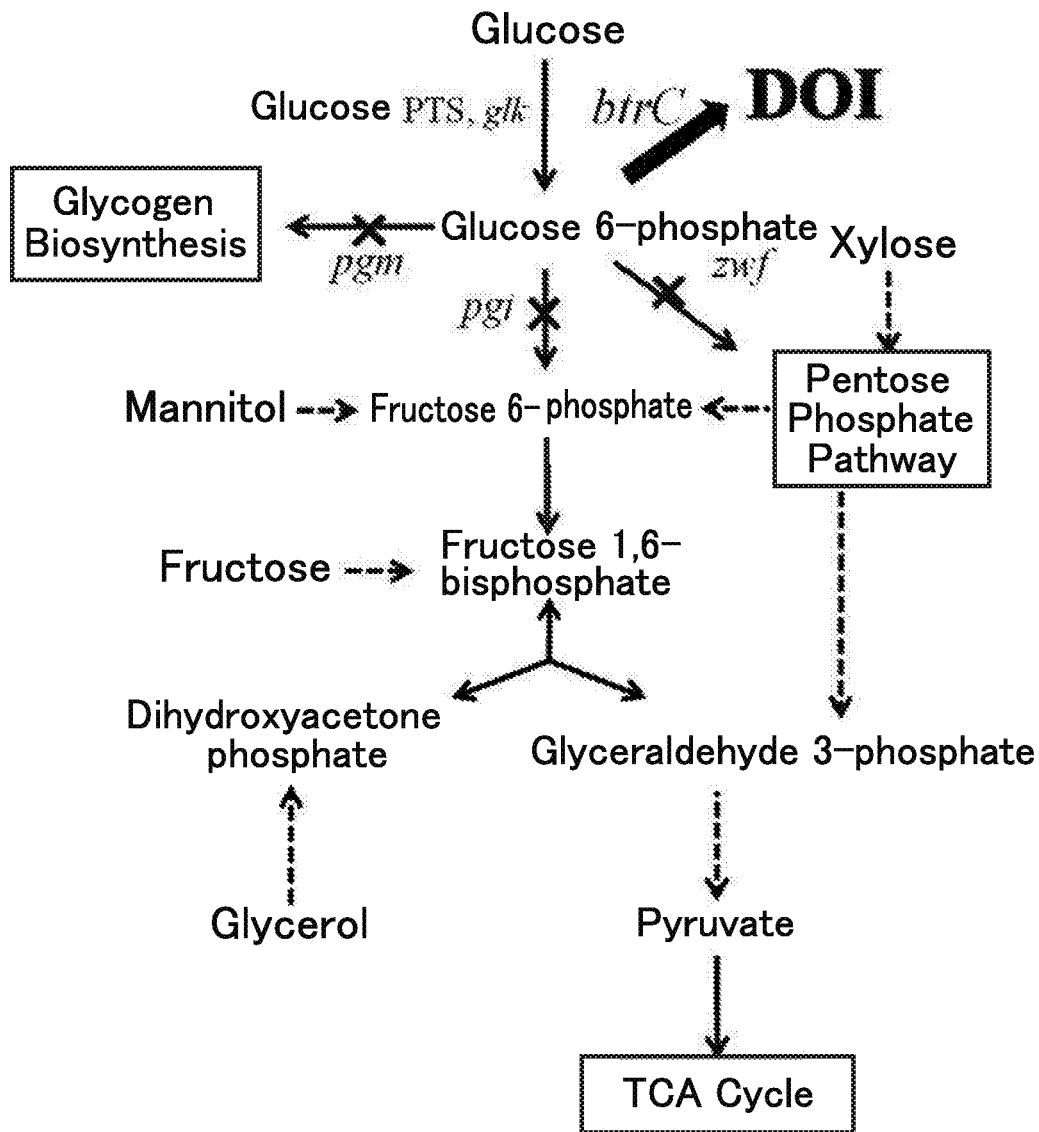 Glucose
Glucose PTS, glk
btrC
DOI
Glycogen
Biosynthesis
pgm
Glucose 6-phosphate
zwf
Xylose
pgi
Mannitol
Fructose 6-phosphate
Pentose
Phosphate
Pathway
Fructose
Fructose 1,6-
bisphosphate
Dihydroxyacetone
phosphate
Glyceraldehyde 3-phosphate
Glycerol
Pyruvate
TCA Cycle